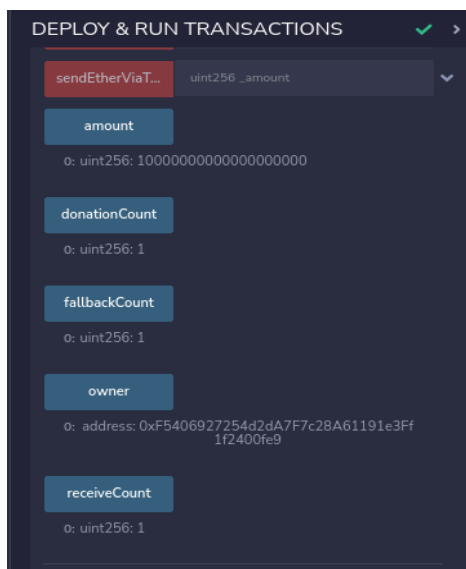 DEPLOY & RUN TRANSACTIONS
sendEtherViaT... uint256 _amount
amount
0: uint256: 10000000000000000000
donationCount
0: uint256: 1
fallbackCount
0: uint256: 1
owner
0: address: 0xF5406927254d2dA7F7c28A61191e3Ff
1f2400fe9
receiveCount
0: uint256: 1